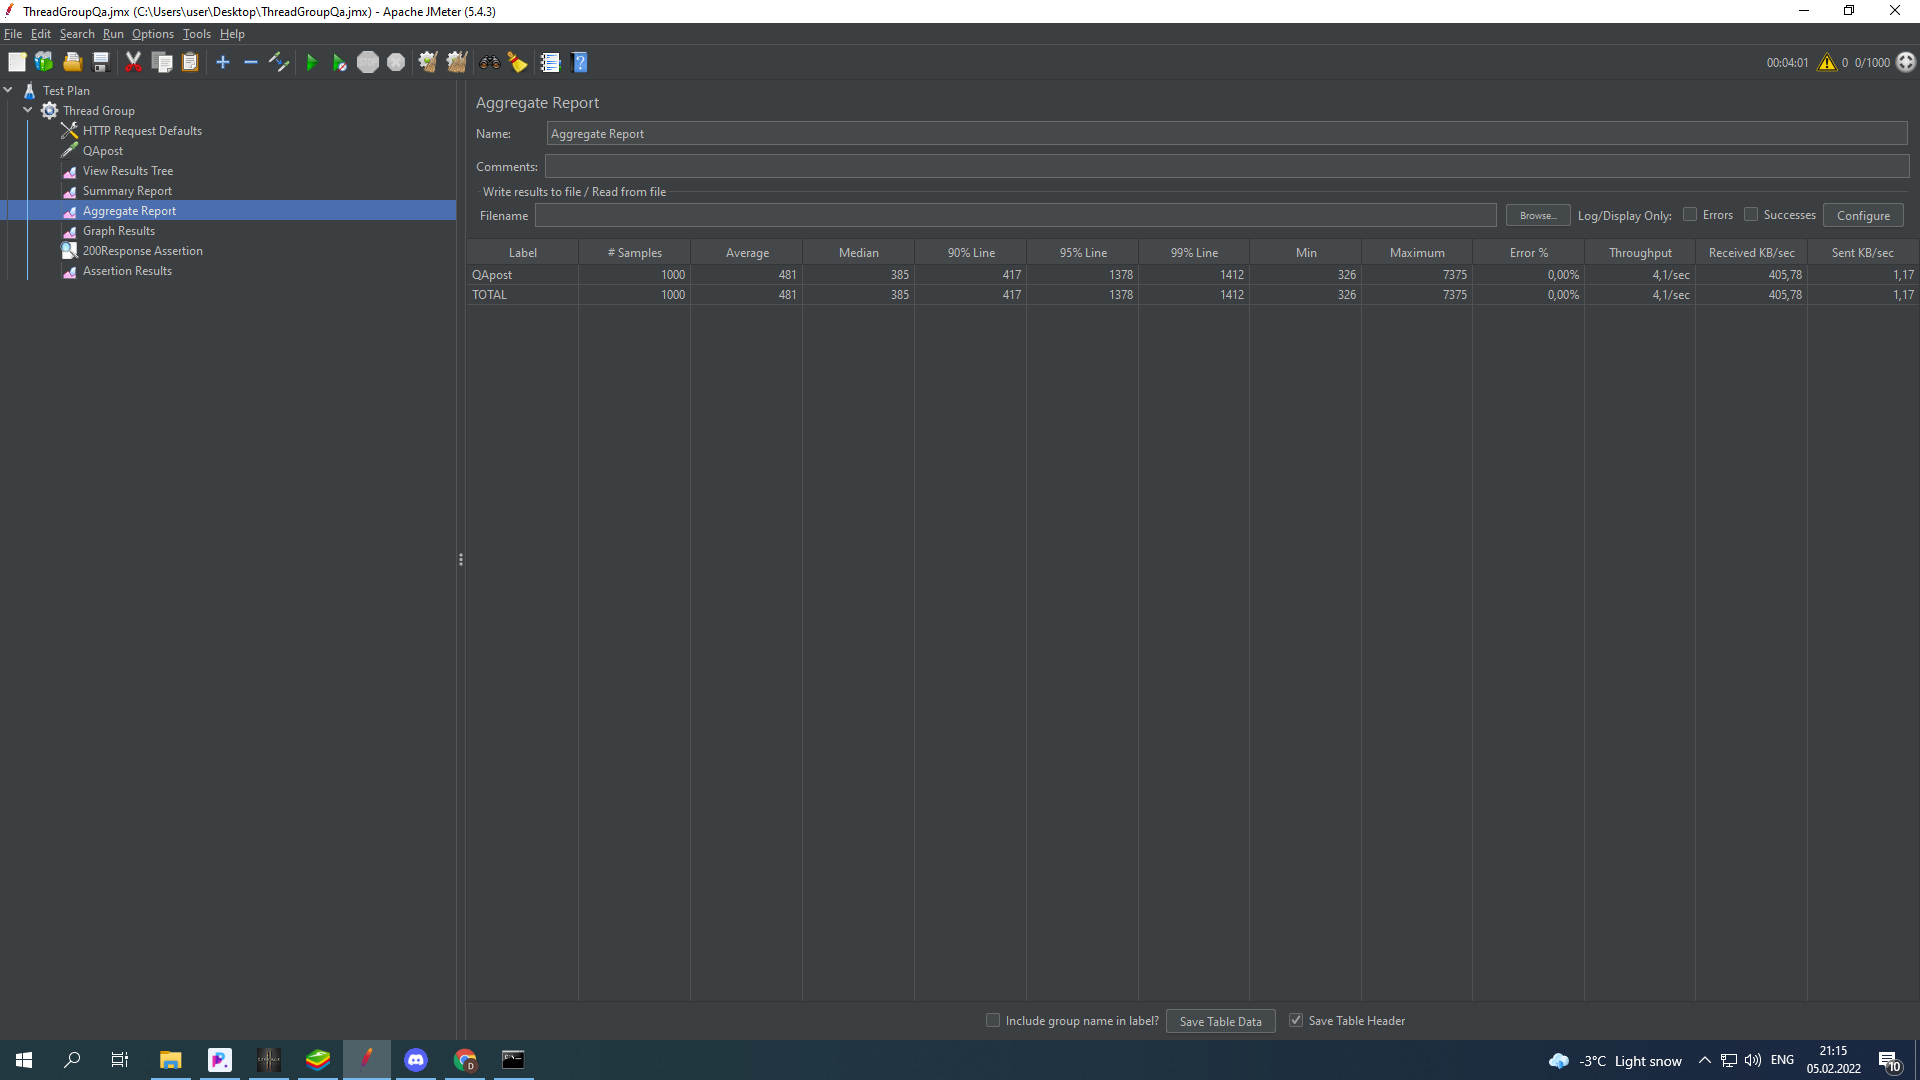 ThreadGroupQa.jmx (C:\Users\user\Desktop\ThreadGroupQa.jmx) - Apache JMeter (5.4.3)
File Edit Search Run Options Tools Help
00:04:01 0 0/1000
Test Plan
Thread Group
HTTP Request Defaults
QApost
View Results Tree
Summary Report
Aggregate Report
Graph Results
200Response Assertion
Assertion Results
Aggregate Report
Name: Aggregate Report
Comments:
Write results to file / Read from file
Filename Browse... Log/Display Only: Errors Successes Configure
Label # Samples Average Median 90% Line 95% Line 99% Line Min Maximum Error % Throughput Received KB/sec Sent KB/sec
QApost 1000 481 385 417 1378 1412 326 7375 0,00% 4,1/sec 405,78 1,17
TOTAL 1000 481 385 417 1378 1412 326 7375 0,00% 4,1/sec 405,78 1,17
Include group name in label? Save Table Data Save Table Header
-3°C Light snow ENG 21:15
05.02.2022 10